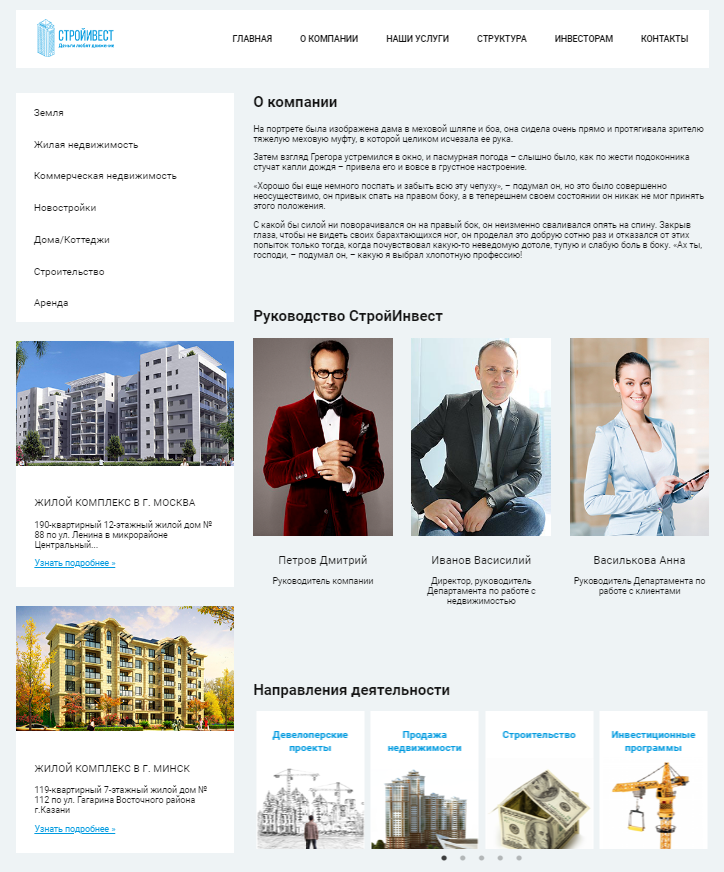 СТРОЙИВЕСТ
Деньги любят движение
ГЛАВНАЯ
О КОМПАНИИ
НАШИ УСЛУГИ
СТРУКТУРА
ИНВЕСТОРАМ
КОНТАКТЫ
Земля
Жилая недвижимость
Коммерческая недвижимость
Новостройки
Дома/Коттеджи
Строительство
Аренда
ЖИЛОЙ КОМПЛЕКС В Г. МОСКВА
190-квартирный 12-этажный жилой дом №
88 по ул. Ленина в микрорайоне
Центральный...
Узнать подробнее »
ЖИЛОЙ КОМПЛЕКС В Г. МИНСК
119-квартирный 7-этажный жилой дом №
112 по ул. Гагарина Восточного района
г.Казани
Узнать подробнее »
О компании
На портрете была изображена дама в меховой шляпе и боа, она сидела очень прямо и протягивала зрителю
тяжелую меховую муфту, в которой целиком исчезала ее рука.
Затем взгляд Грегора устремился в окно, и пасмурная погода – слышно было, как по жести подоконника
стучат капли дождя – привела его и вовсе в грустное настроение.
«Хорошо бы еще немного поспать и забыть всю эту чепуху», – подумал он, но это было совершенно
неосуществимо, он привык спать на правом боку, а в теперешнем своем состоянии он никак не мог принять
этого положения.
С какой бы силой ни поворачивался он на правый бок, он неизменно сваливался опять на спину. Закрыв
глаза, чтобы не видеть своих барахтающихся ног, он проделал это добрую сотню раз и отказался от этих
попыток только тогда, когда почувствовал какую-то неведомую дотоле, тупую и слабую боль в боку. «Ах ты,
господи, – подумал он, – какую я выбрал хлопотную профессию!
Руководство СтройИнвест
Петров Дмитрий
Руководитель компании
Иванов Васисилий
Директор, руководитель
Департамента по работе с
недвижимостью
Василькова Анна
Руководитель Департамента по
работе с клиентами
Направления деятельности
Девелоперские
проекты
Продажа
недвижимости
Строительство
Инвестиционные
программы